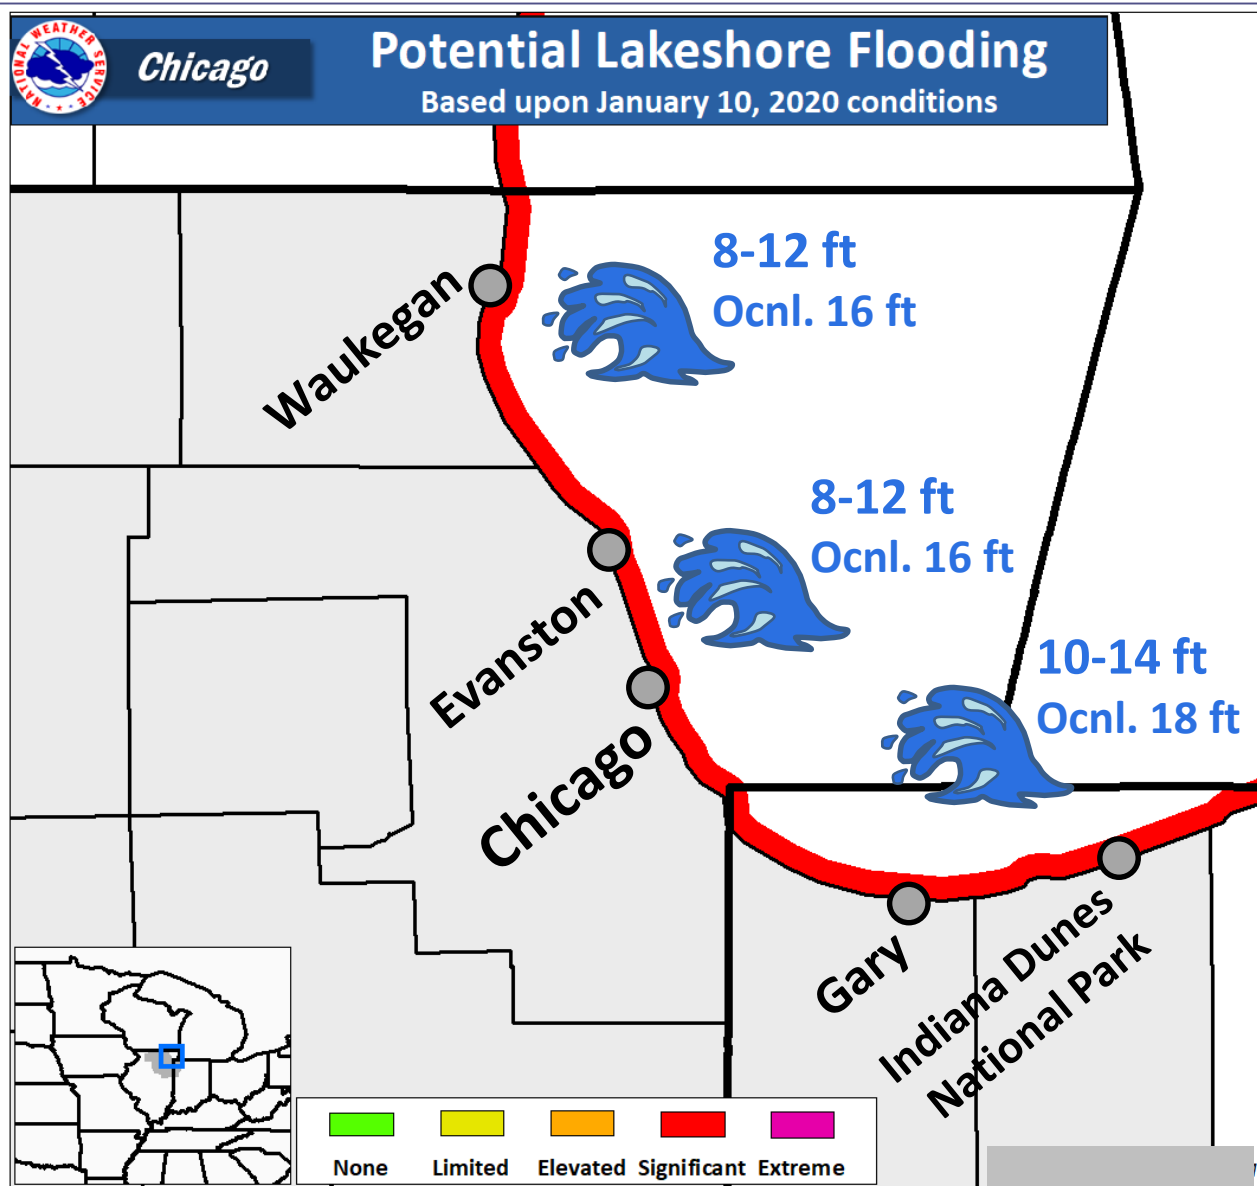 NATIONAL WEATHER SERVICE
Chicago
Potential Lakeshore Flooding
Based upon January 10, 2020 conditions
8-12 ft
Ocnl. 16 ft
Waukegan
8-12 ft
Ocnl. 16 ft
Evanston
10-14 ft
Ocnl. 18 ft
Chicago
Gary
Indiana Dunes
National Park
None Limited Elevated Significant Extreme